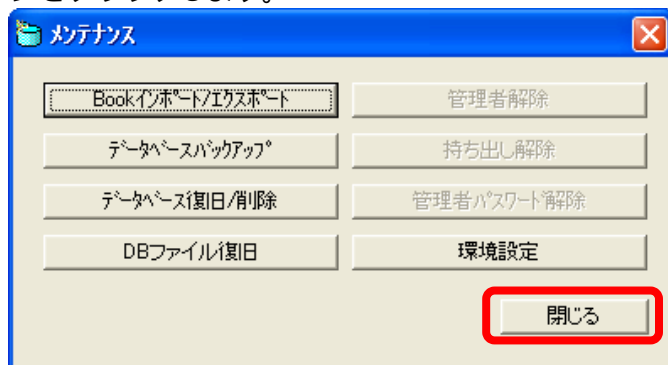 メンテナンス
Bookインポート/エクスポート
管理者解除
データベースバックアップ
持ち出し解除
データベース復旧/削除
管理者パスワード解除
DBファイル復旧
環境設定
閉じる